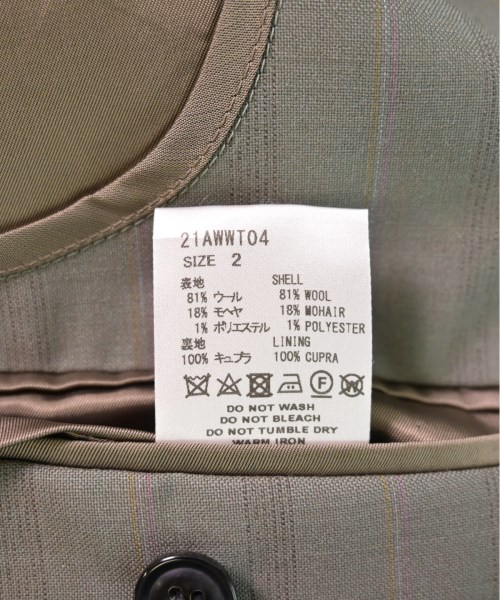 21AWWT04
SIZE 2
表地 SHELL
81% ウール 81% WOOL
18% モヘヤ 18% MOHAIR
1% ポリエステル 1% POLYESTER
裏地 LINING
100% キュプラ 100% CUPRA
F W
DO NOT WASH
DO NOT BLEACH
DO NOT TUMBLE DRY
WARM IRON